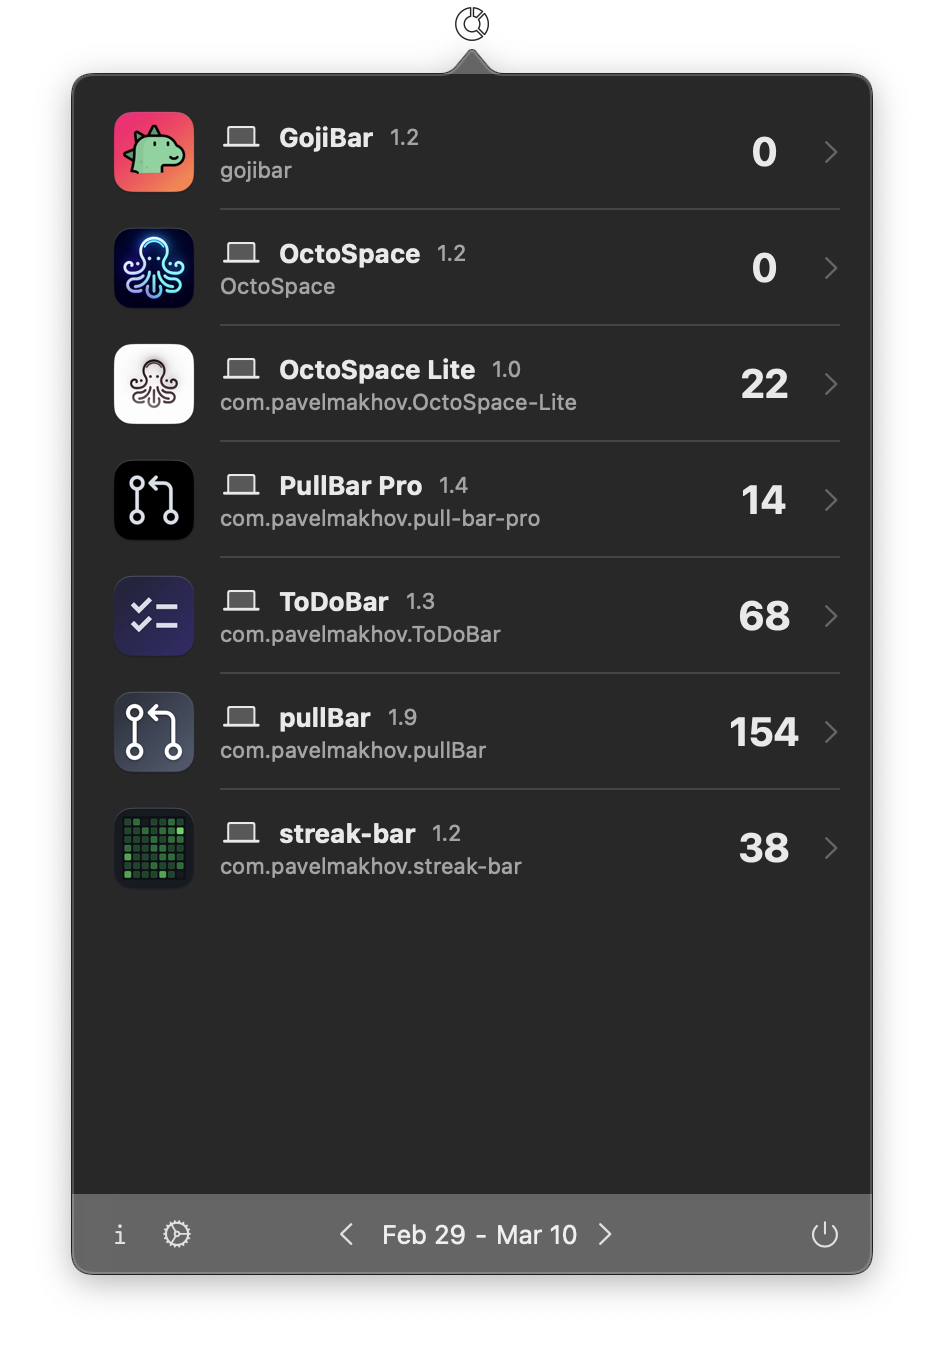 GojiBar 1.2
gojibar
0
OctoSpace 1.2
OctoSpace
0
OctoSpace Lite 1.0
com.pavelmakhov.OctoSpace-Lite
22
PullBar Pro 1.4
com.pavelmakhov.pull-bar-pro
14
ToDoBar 1.3
com.pavelmakhov.ToDoBar
68
pullBar 1.9
com.pavelmakhov.pullBar
154
streak-bar 1.2
com.pavelmakhov.streak-bar
38
i
Feb 29 - Mar 10